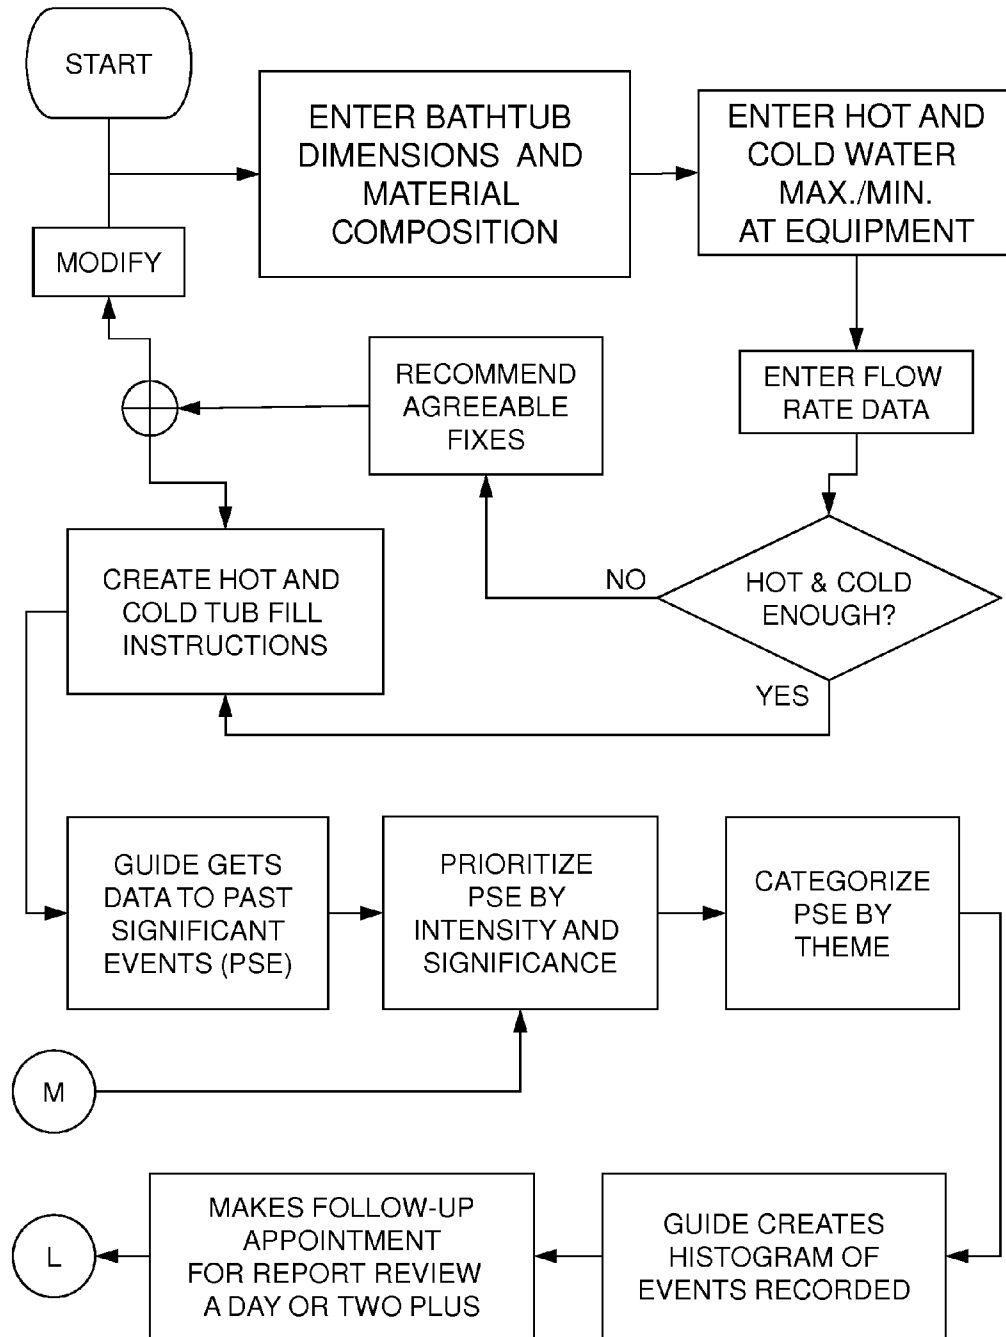 START
ENTER BATHTUB
DIMENSIONS AND
MATERIAL
COMPOSITION
ENTER HOT AND
COLD WATER
MAX./MIN.
AT EQUIPMENT
MODIFY
RECOMMEND
AGREEABLE
FIXES
ENTER FLOW
RATE DATA
CREATE HOT AND
COLD TUB FILL
INSTRUCTIONS
NO
HOT & COLD
ENOUGH?
YES
GUIDE GETS
DATA TO PAST
SIGNIFICANT
EVENTS (PSE)
PRIORITIZE
PSE BY
INTENSITY AND
SIGNIFICANCE
CATEGORIZE
PSE BY
THEME
M
L
MAKES FOLLOW-UP
APPOINTMENT
FOR REPORT REVIEW
A DAY OR TWO PLUS
GUIDE CREATES
HISTOGRAM OF
EVENTS RECORDED